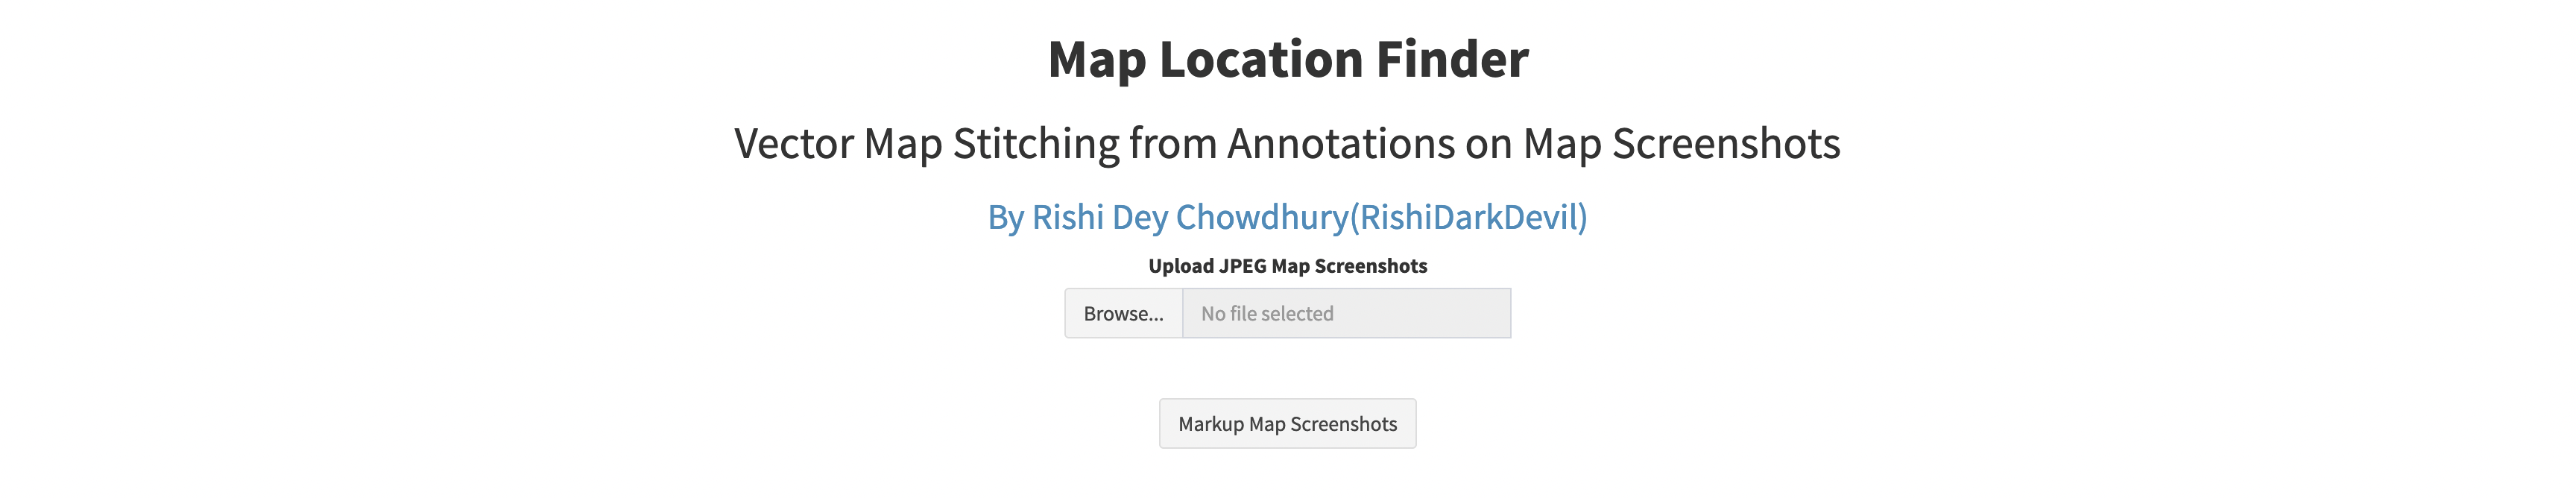 Map Location Finder
Vector Map Stitching from Annotations on Map Screenshots
By Rishi Dey Chowdhury(RishiDarkDevil)
Upload JPEG Map Screenshots
Browse... No file selected
Markup Map Screenshots